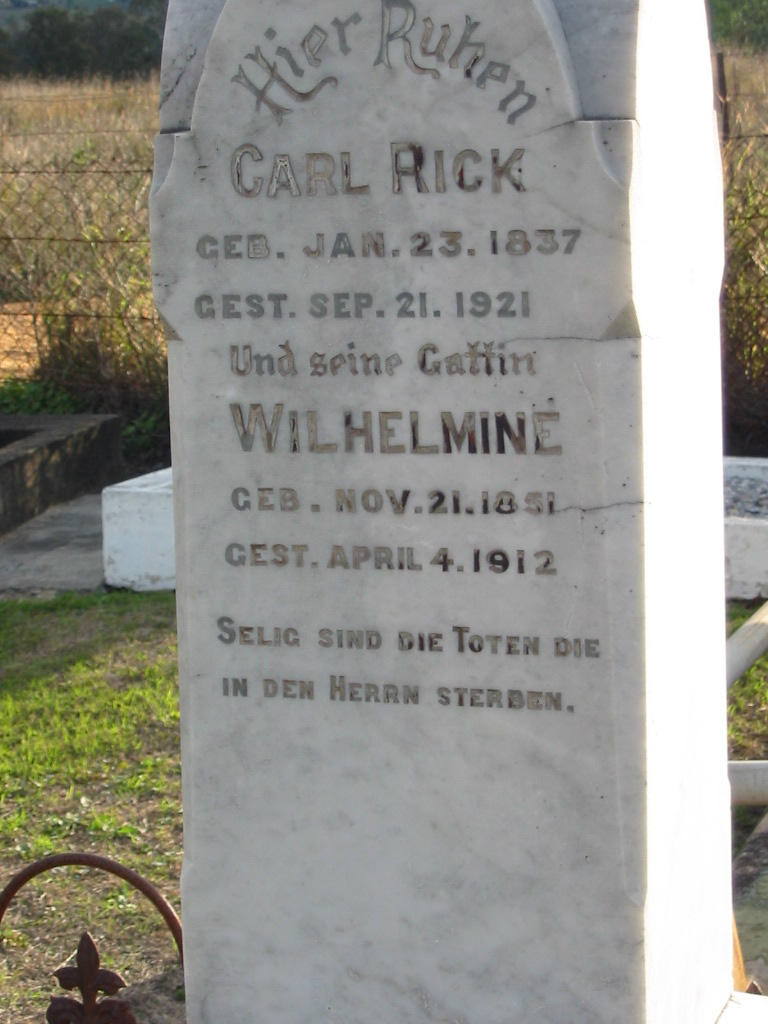 Hier Ruhen
CARL RICK
GEB. JAN. 23. 1837
GEST. SEP. 21. 1921
Und seine Gattin
WILHELMINE
GEB. NOV. 21. 1851
GEST. APRIL 4. 1912
SELIG SIND DIE TOTEN DIE
IN DEN HERRN STERBEN.